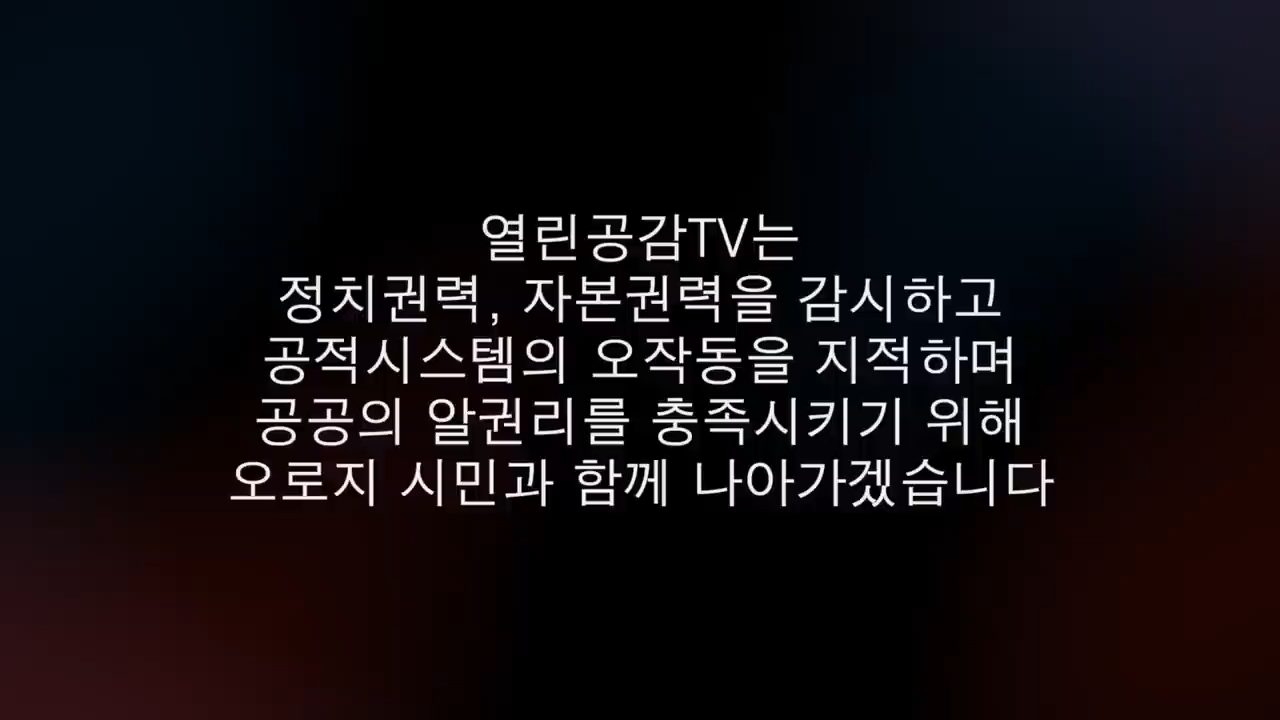 열린공감TV는
정치권력, 자본권력을 감시하고
공적시스템의 오작동을 지적하며
공공의 알권리를 충족시키기 위해
오로지 시민과 함께 나아가겠습니다